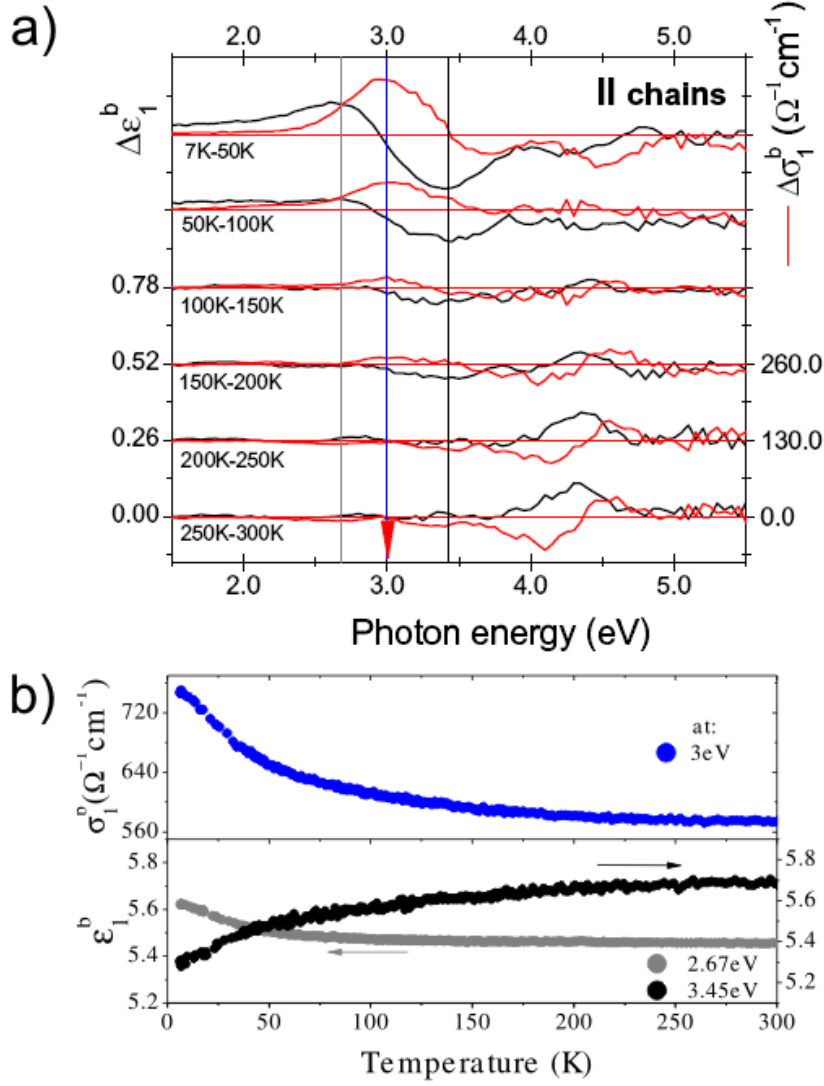 a)
2.0 3.0 4.0 5.0
Δε₁ᵇ
II chains
Δσ₁ᵇ (Ω⁻¹cm⁻¹)
7K-50K
50K-100K
0.78
100K-150K
0.52
260.0
150K-200K
0.26
130.0
200K-250K
0.00
0.0
250K-300K
2.0 3.0 4.0 5.0
Photon energy (eV)
b)
σ₁ᵇ(Ω⁻¹cm⁻¹)
720
640
560
at:
3eV
ε₁ᵇ
5.8
5.6
5.4
5.2
5.8
5.6
5.4
5.2
2.67eV
3.45eV
0 50 100 150 200 250 300
Temperature (K)